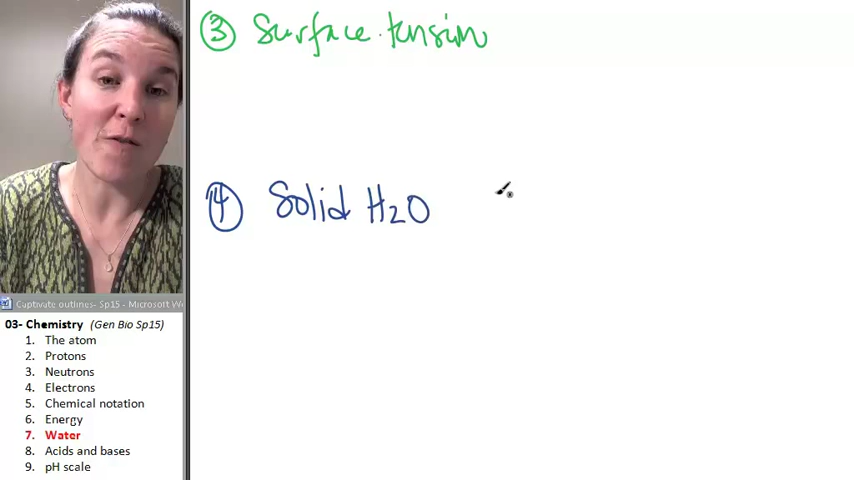 ③ Surface tension
④ Solid H₂O
Captivate outlines- Sp15 - Microsoft W
03- Chemistry (Gen Bio Sp15)
1. The atom
2. Protons
3. Neutrons
4. Electrons
5. Chemical notation
6. Energy
7. Water
8. Acids and bases
9. pH scale